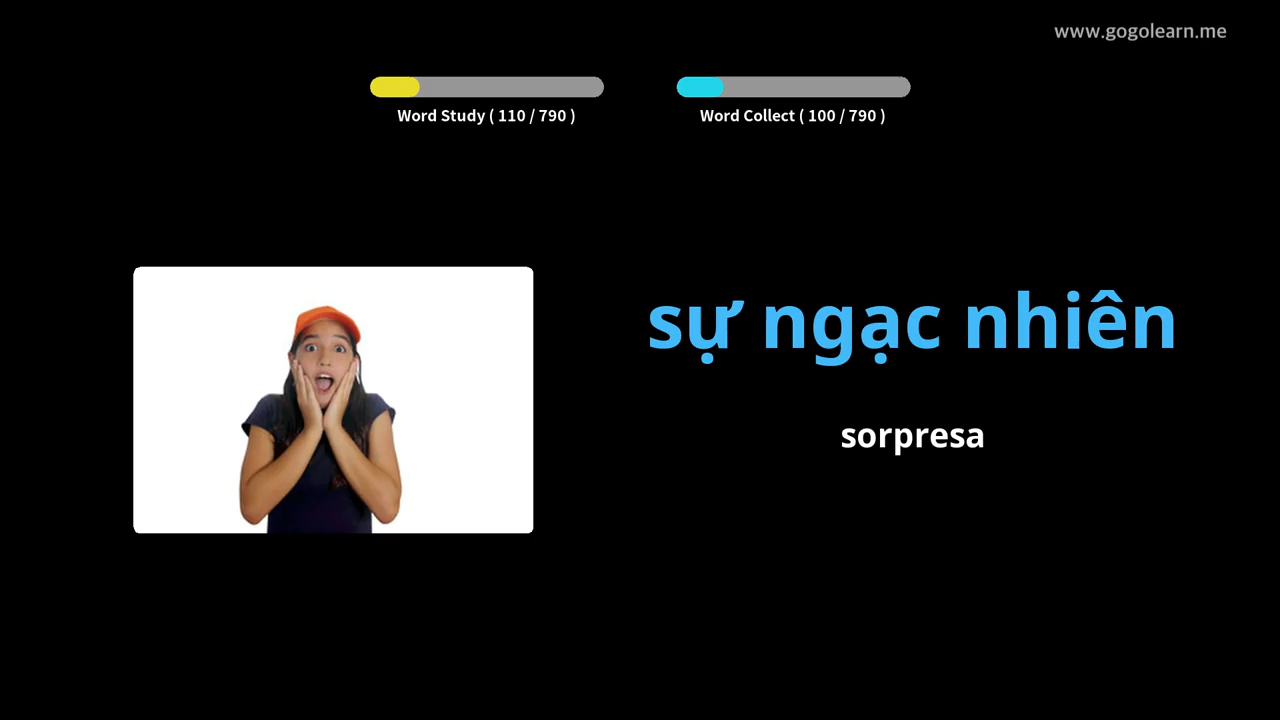 www.gogolearn.me
Word Study ( 110 / 790 )
Word Collect ( 100 / 790 )
sự ngạc nhiên
sorpresa